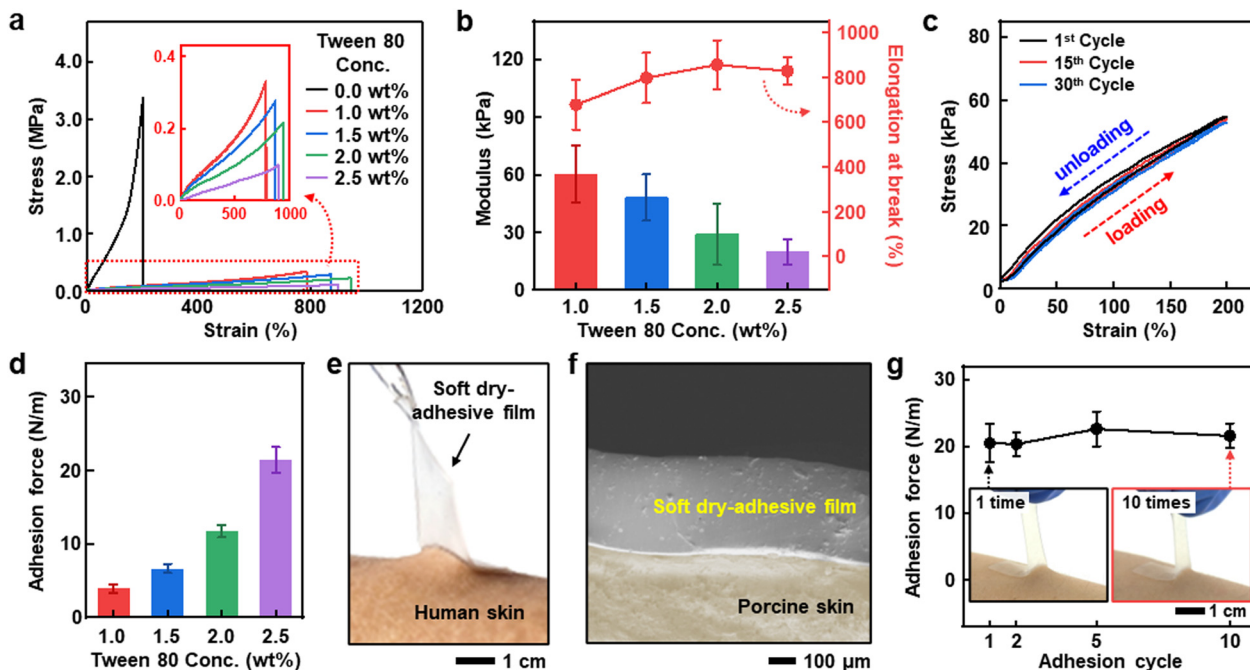 a
Stress (MPa)
4.0
3.0
2.0
1.0
0.0
0
400
800
1200
Strain (%)
0.4
0.2
0.0
0
500
1000
Tween 80
Conc.
0.0 wt%
1.0 wt%
1.5 wt%
2.0 wt%
2.5 wt%
b
Modulus (kPa)
120
90
60
30
0
1.0
1.5
2.0
2.5
Tween 80 Conc. (wt%)
1000
800
600
400
200
0
Elongation at break (%)
c
Stress (kPa)
80
60
40
20
0
0
50
100
150
200
Strain (%)
1st Cycle
15th Cycle
30th Cycle
unloading
loading
d
Adhesion force (N/m)
30
20
10
0
1.0
1.5
2.0
2.5
Tween 80 Conc. (wt%)
e
Soft dry-
adhesive film
Human skin
1 cm
f
Soft dry-adhesive film
Porcine skin
100 μm
g
Adhesion force (N/m)
30
20
10
0
1 time
10 times
1 cm
1
2
5
10
Adhesion cycle